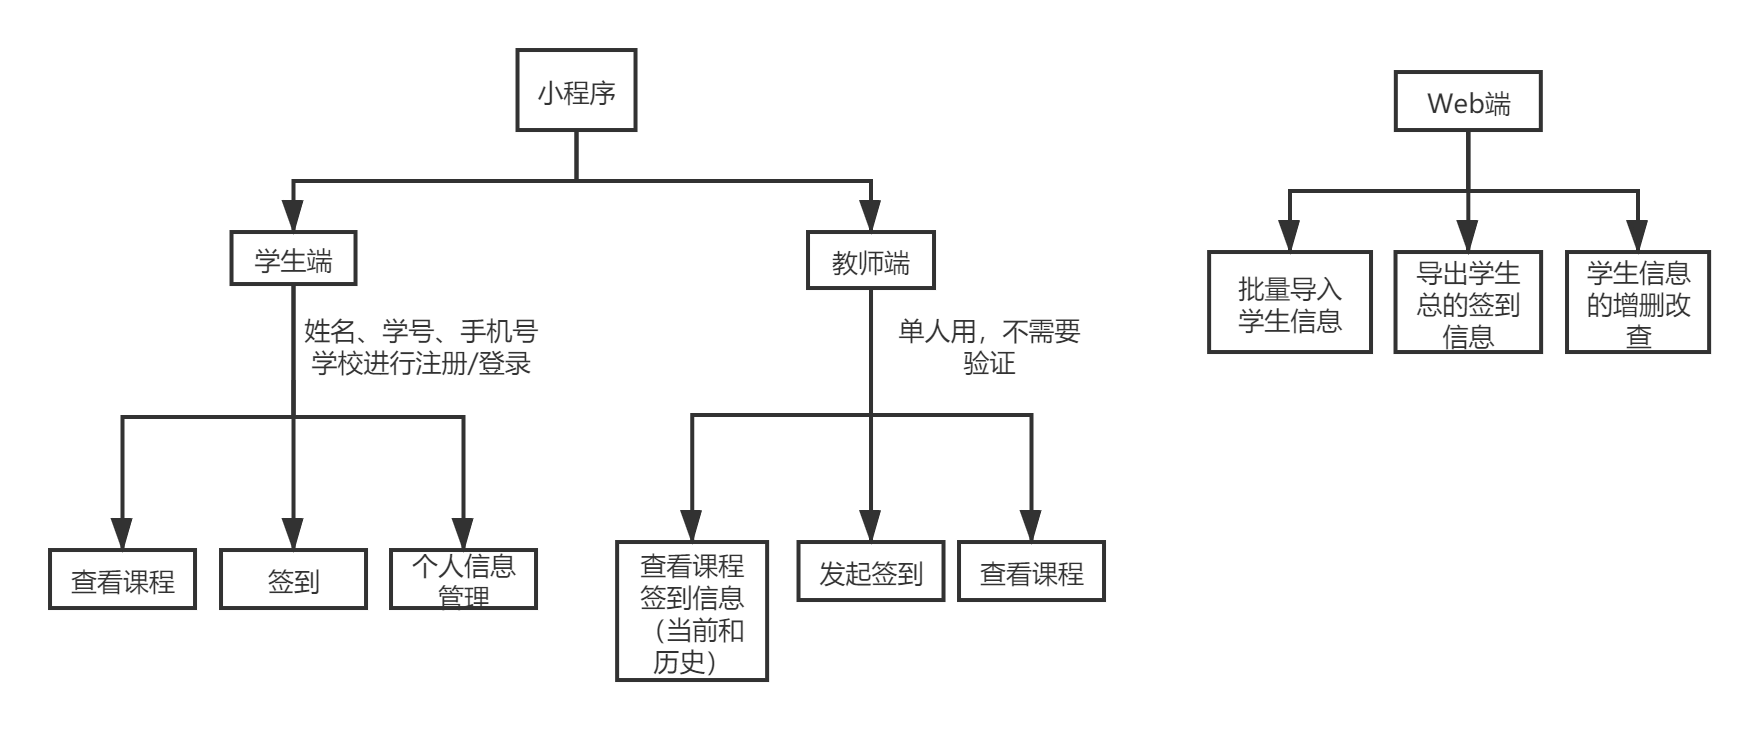 小程序
Web端
学生端
教师端
姓名、学号、手机号
学校进行注册/登录
单人用，不需要
验证
批量导入
学生信息
导出学生
总的签到
信息
学生信息
的增删改
查
查看课程
签到
个人信息
管理
查看课程
签到信息
（当前和
历史）
发起签到
查看课程